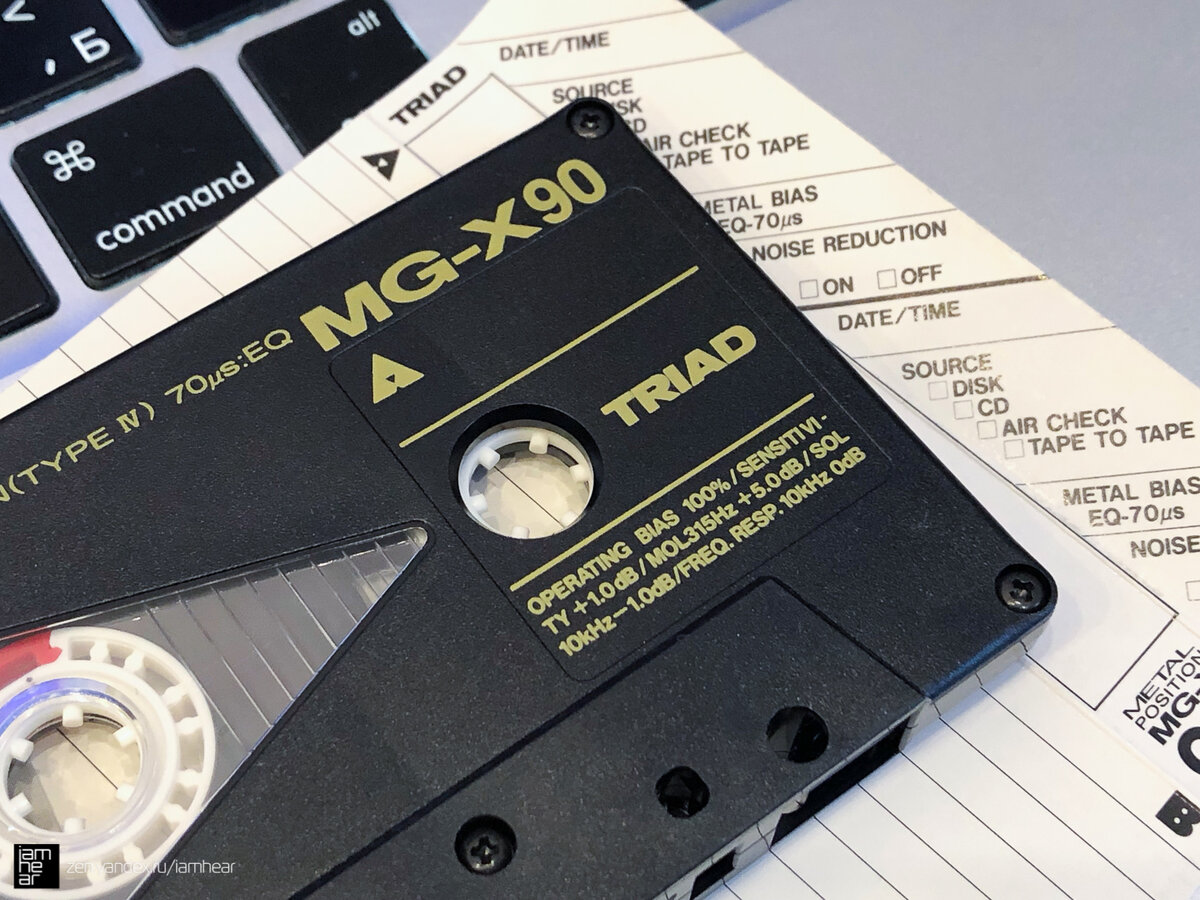 <
, Б
alt
⌘
command
TRIAD
DATE/TIME
SOURCE
AIR CHECK
TAPE TO TAPE
METAL BIAS
EQ-70μs
NOISE REDUCTION
□ ON □ OFF
DATE/TIME
SOURCE
□ DISK
□ CD
□ AIR CHECK
□ TAPE TO TAPE
METAL BIAS
EQ-70μs
NOISE
METAL
POSITION
MG-
(TYPE Ⅳ) 70μs:EQ
MG-X90
TRIAD
OPERATING BIAS 100%/SENSITIVI-
TY +1.0dB/MOL315Hz +5.0dB/SOL
10kHz-1.0dB/FREQ. RESP. 10kHz 0dB
iam
he
ar
zen.yandex.ru/iamhear